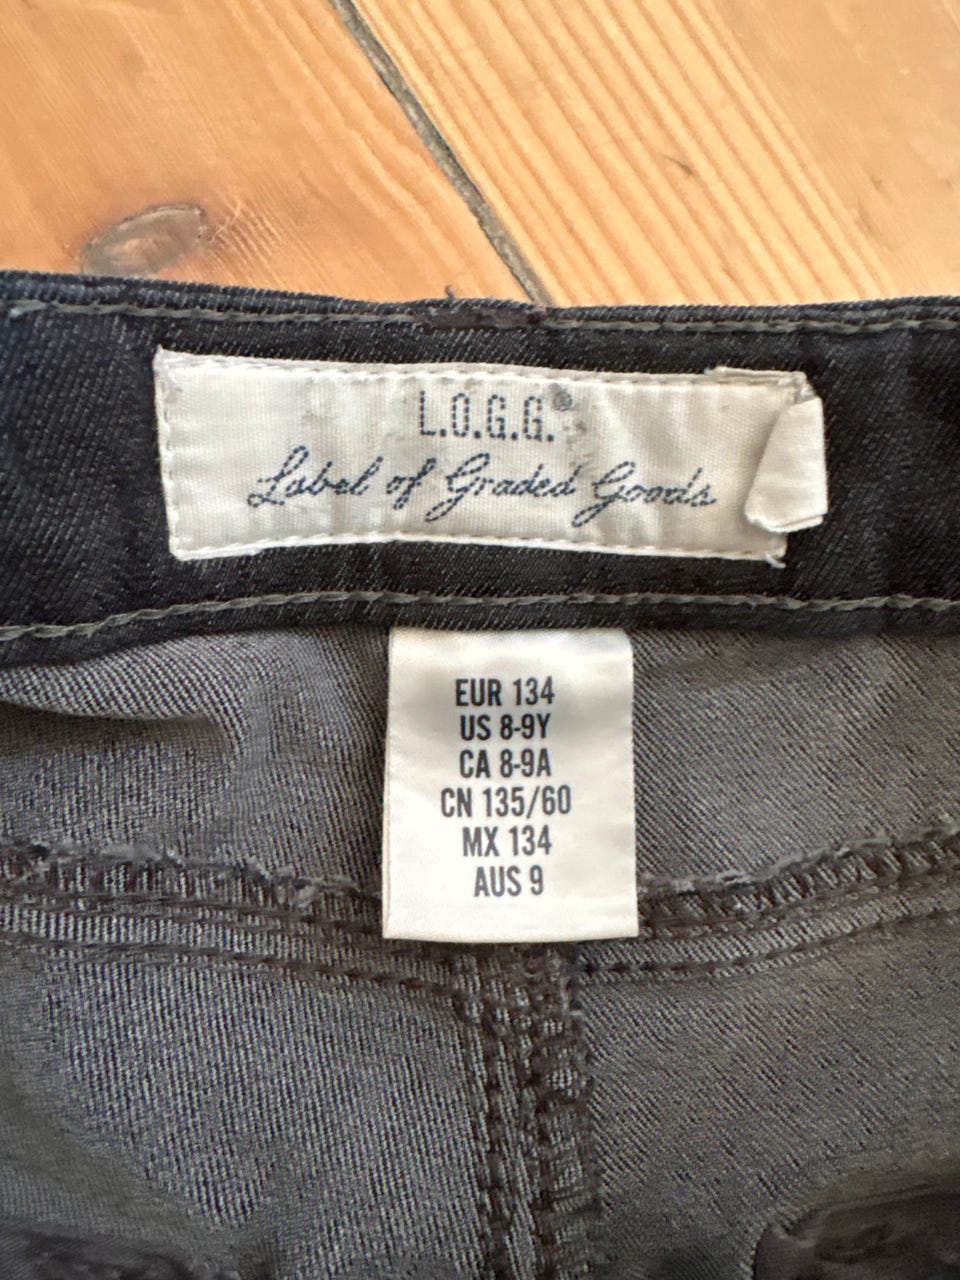 L.O.G.G.®
Label of Graded Goods
EUR 134
US 8-9Y
CA 8-9A
CN 135/60
MX 134
AUS 9